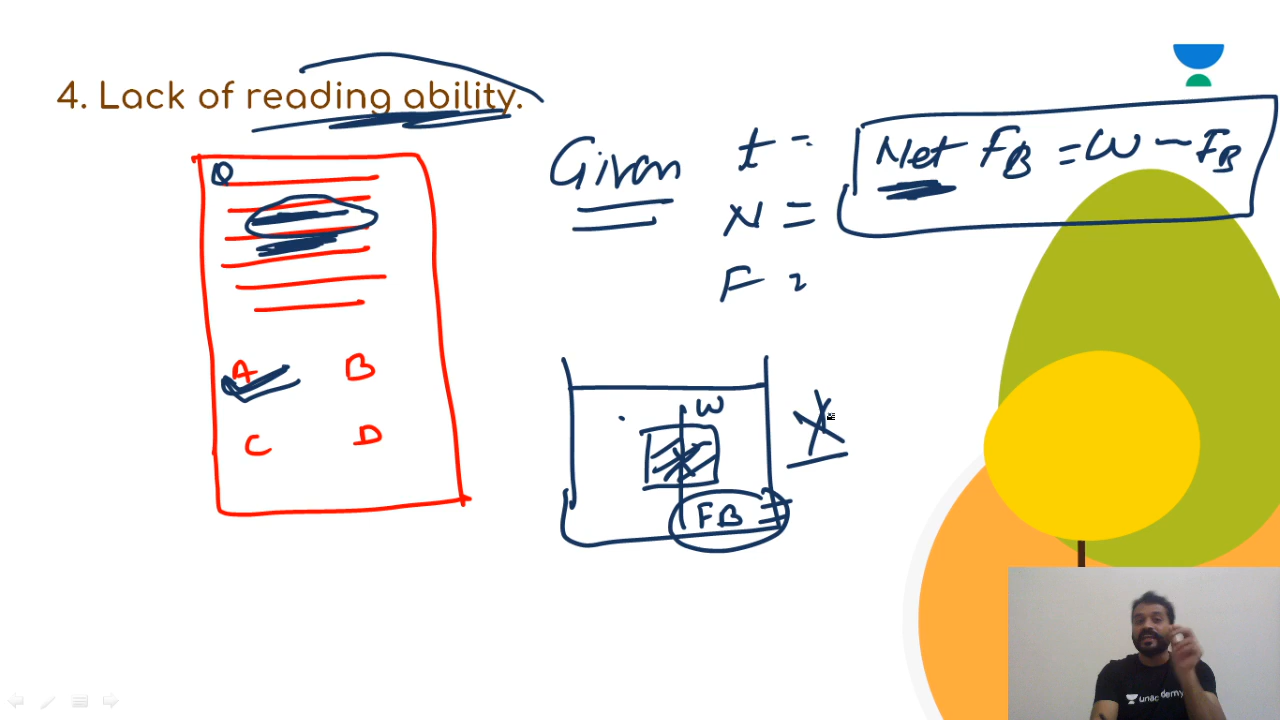 4. Lack of reading ability.
Q
A B
C D
Given
t =
N =
F =
Net FB = W - FB
W
FB =
unacademy